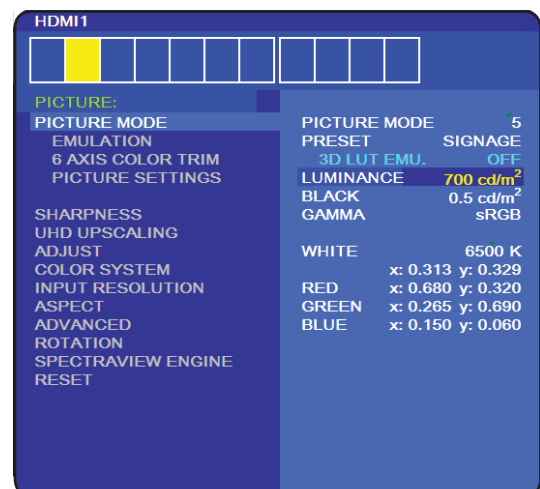 HDMI1
PICTURE:
PICTURE MODE
EMULATION
6 AXIS COLOR TRIM
PICTURE SETTINGS
SHARPNESS
UHD UPSCALING
ADJUST
COLOR SYSTEM
INPUT RESOLUTION
ASPECT
ADVANCED
ROTATION
SPECTRAVIEW ENGINE
RESET
PICTURE MODE 5
PRESET SIGNAGE
3D LUT EMU. OFF
LUMINANCE 700 cd/m²
BLACK 0.5 cd/m²
GAMMA sRGB
WHITE 6500 K
x: 0.313 y: 0.329
RED x: 0.680 y: 0.320
GREEN x: 0.265 y: 0.690
BLUE x: 0.150 y: 0.060